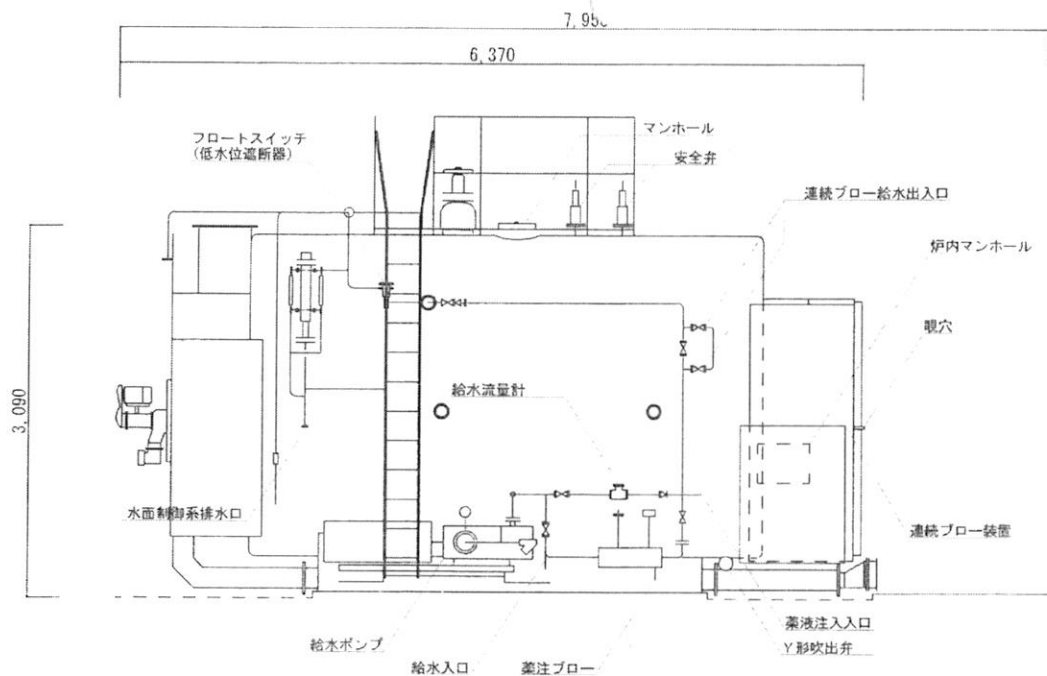 6,370
フロートスイッチ
(低水位遮断器)
マンホール
安全弁
連続ブロー給水出入口
炉内マンホール
覗穴
3,090
給水流量計
水面制御系排水口
連続ブロー装置
給水ポンプ
給水入口
薬注ブロー
薬液注入入口
Y形吹出弁